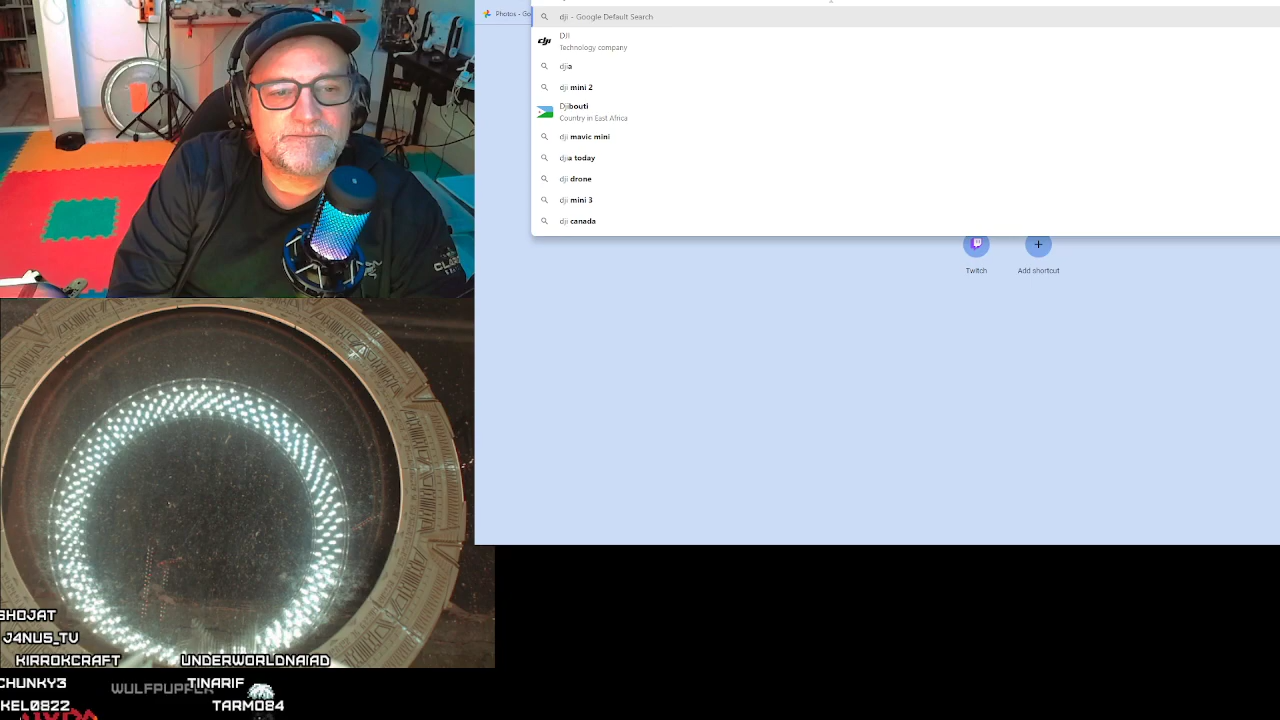 Photos - Go
dji - Google Default Search
DJI
Technology company
djia
dji mini 2
Djibouti
Country in East Africa
dji mavic mini
djia today
dji drone
dji mini 3
dji canada
Twitch
Add shortcut
SHOJAT
J4NU5_TV
KIRROKCRAFT
UNDERWORLDNAIAD
CHUNKY3
TINARIF
KEL0822
TARMO84